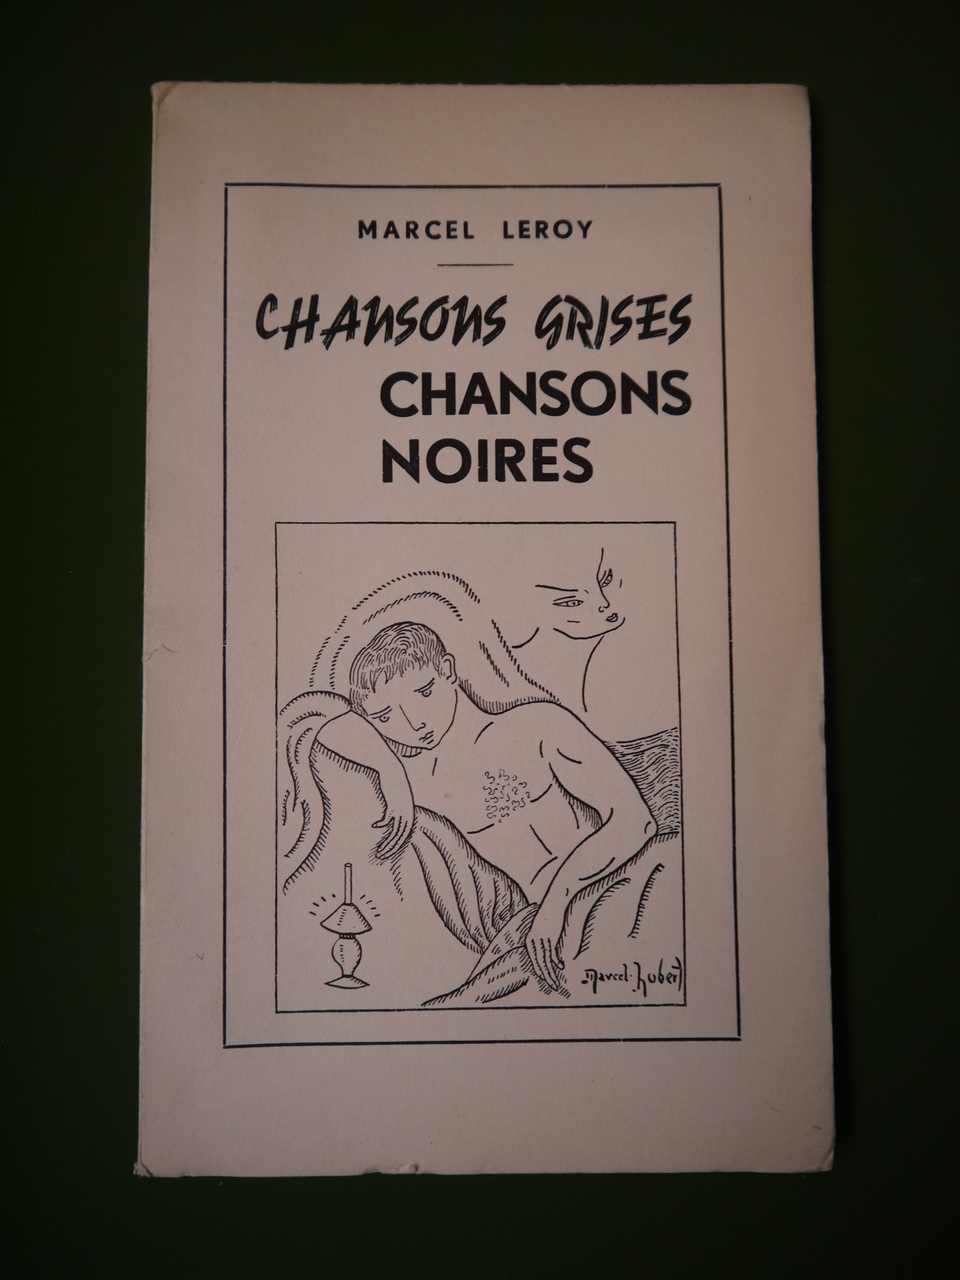 MARCEL LEROY
CHANSONS GRISES
CHANSONS
NOIRES
Marcel. Hubert